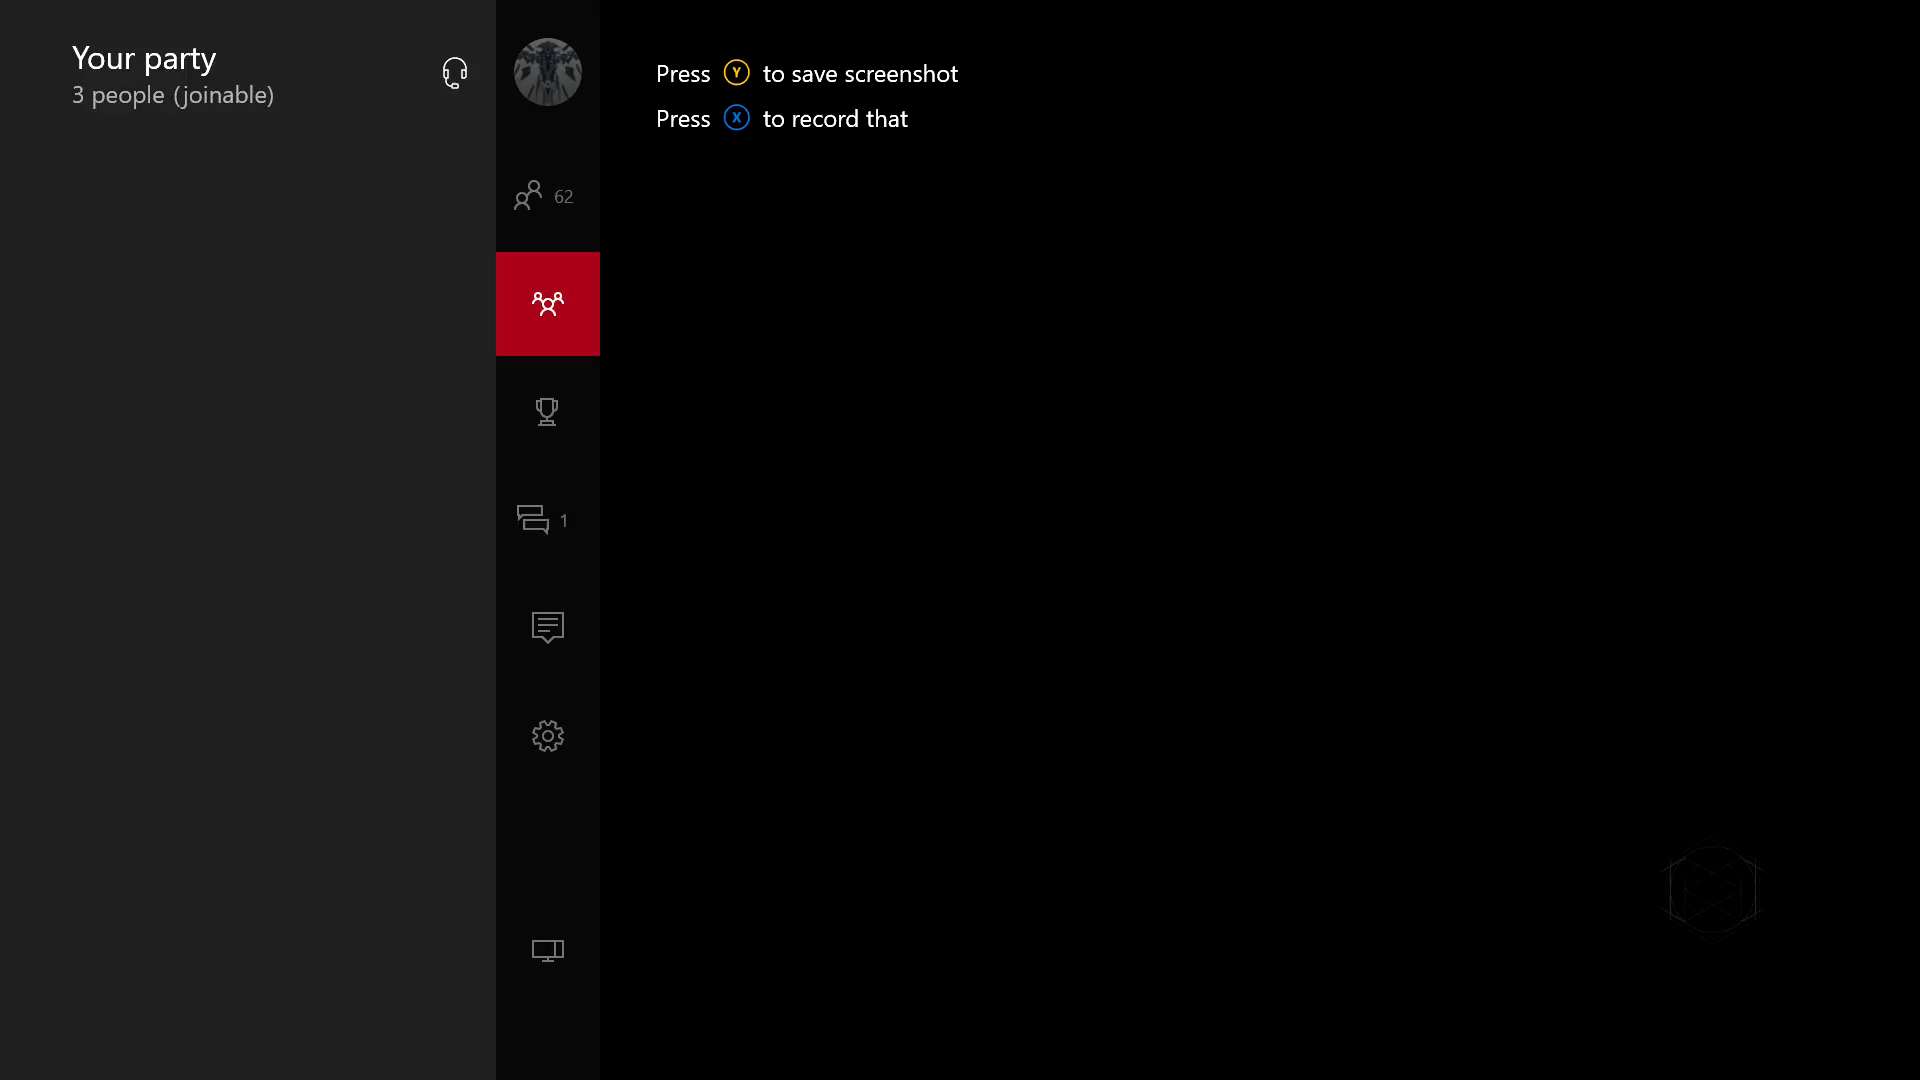 Your party
3 people (joinable)
62
1
Press Y to save screenshot
Press X to record that